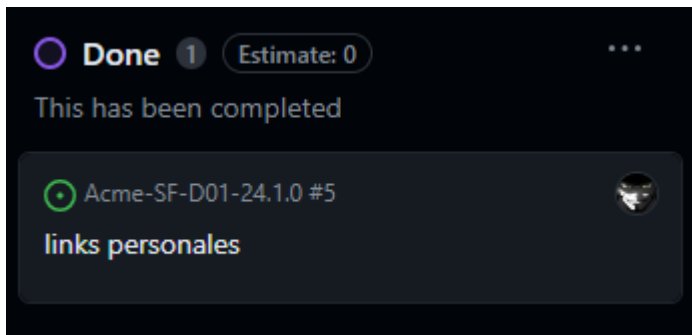 Done 1 Estimate: 0
This has been completed
Acme-SF-D01-24.1.0 #5
links personales